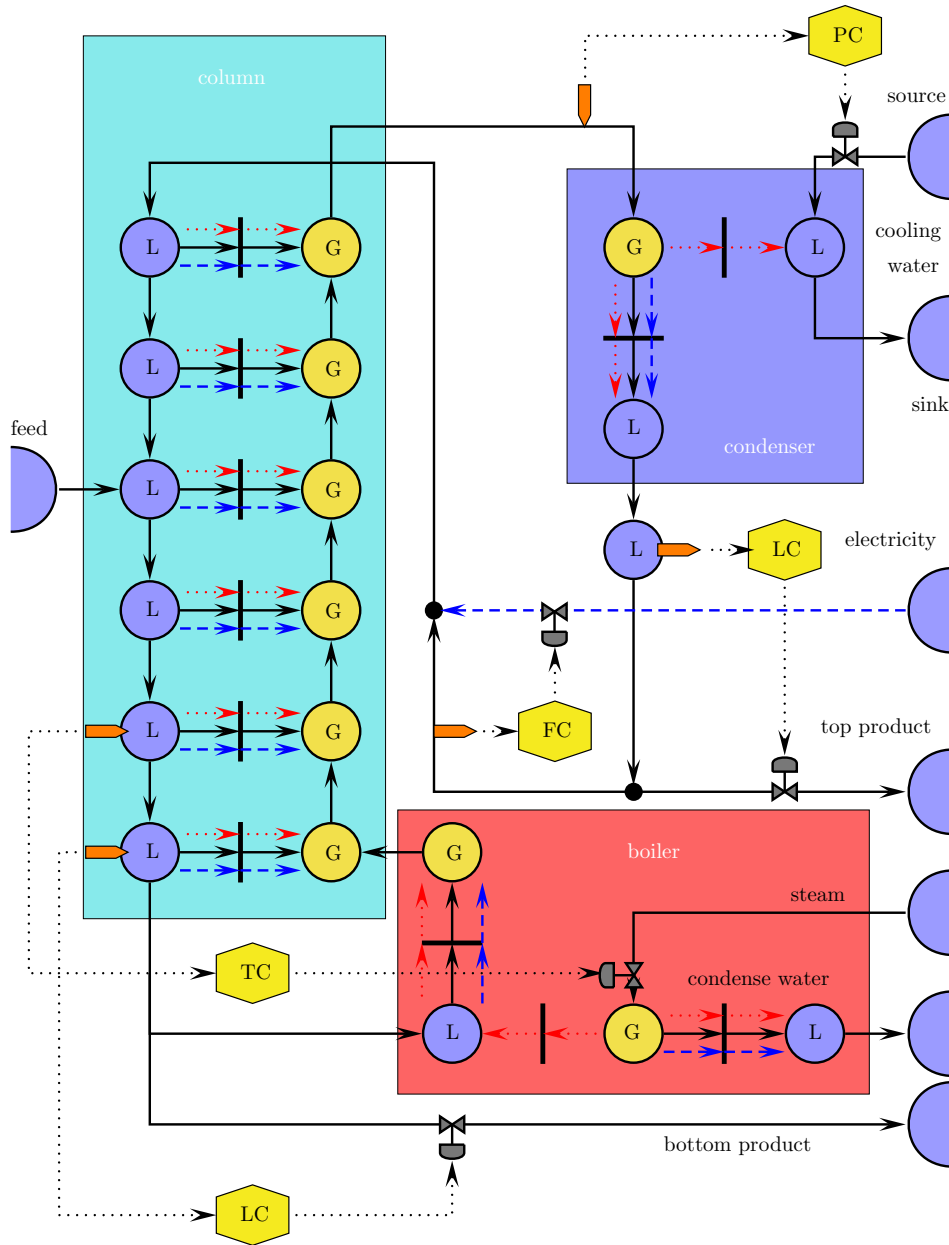 PC
source
column
L
G
G
L
cooling
water
L
G
sink
L
feed
condenser
L
G
L
LC
electricity
L
G
L
G
FC
top product
L
G
G
boiler
steam
TC
condense water
L
G
L
bottom product
LC